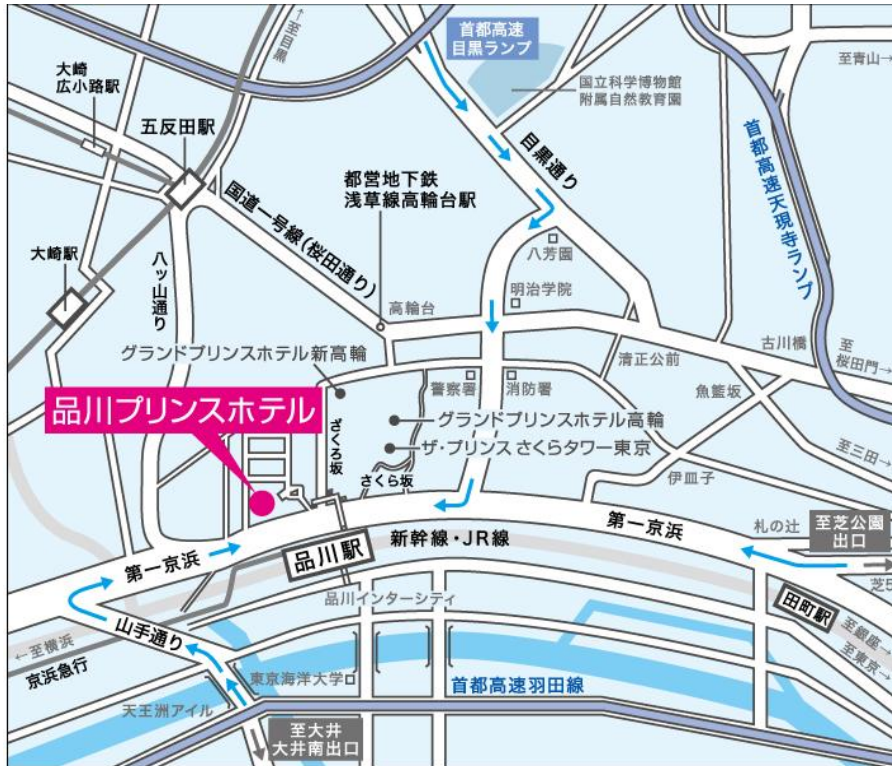 首都高速
目黒ランプ
至青山→
←至目黒
大崎
広小路駅
国立科学博物館
附属自然教育園
五反田駅
目黒通り
首都高速天現寺ランプ
都営地下鉄
浅草線高輪台駅
国道一号線(桜田通り)
大崎駅
八ッ山通り
八芳園
明治学院
高輪台
古川橋
至
桜田門→
グランドプリンスホテル新高輪
清正公前
警察署
消防署
魚籃坂
品川プリンスホテル
グランドプリンスホテル高輪
ざくろ坂
ザ・プリンス さくらタワー東京
至三田→
さくら坂
伊皿子
第一京浜
札の辻
至芝公園
出口
新幹線・JR線
品川駅
第一京浜
田町駅
品川インターシティ
山手通り
至銀座→
至東京→
←至横浜
京浜急行
東京海洋大学
首都高速羽田線
天王洲アイル
至大井
大井南出口